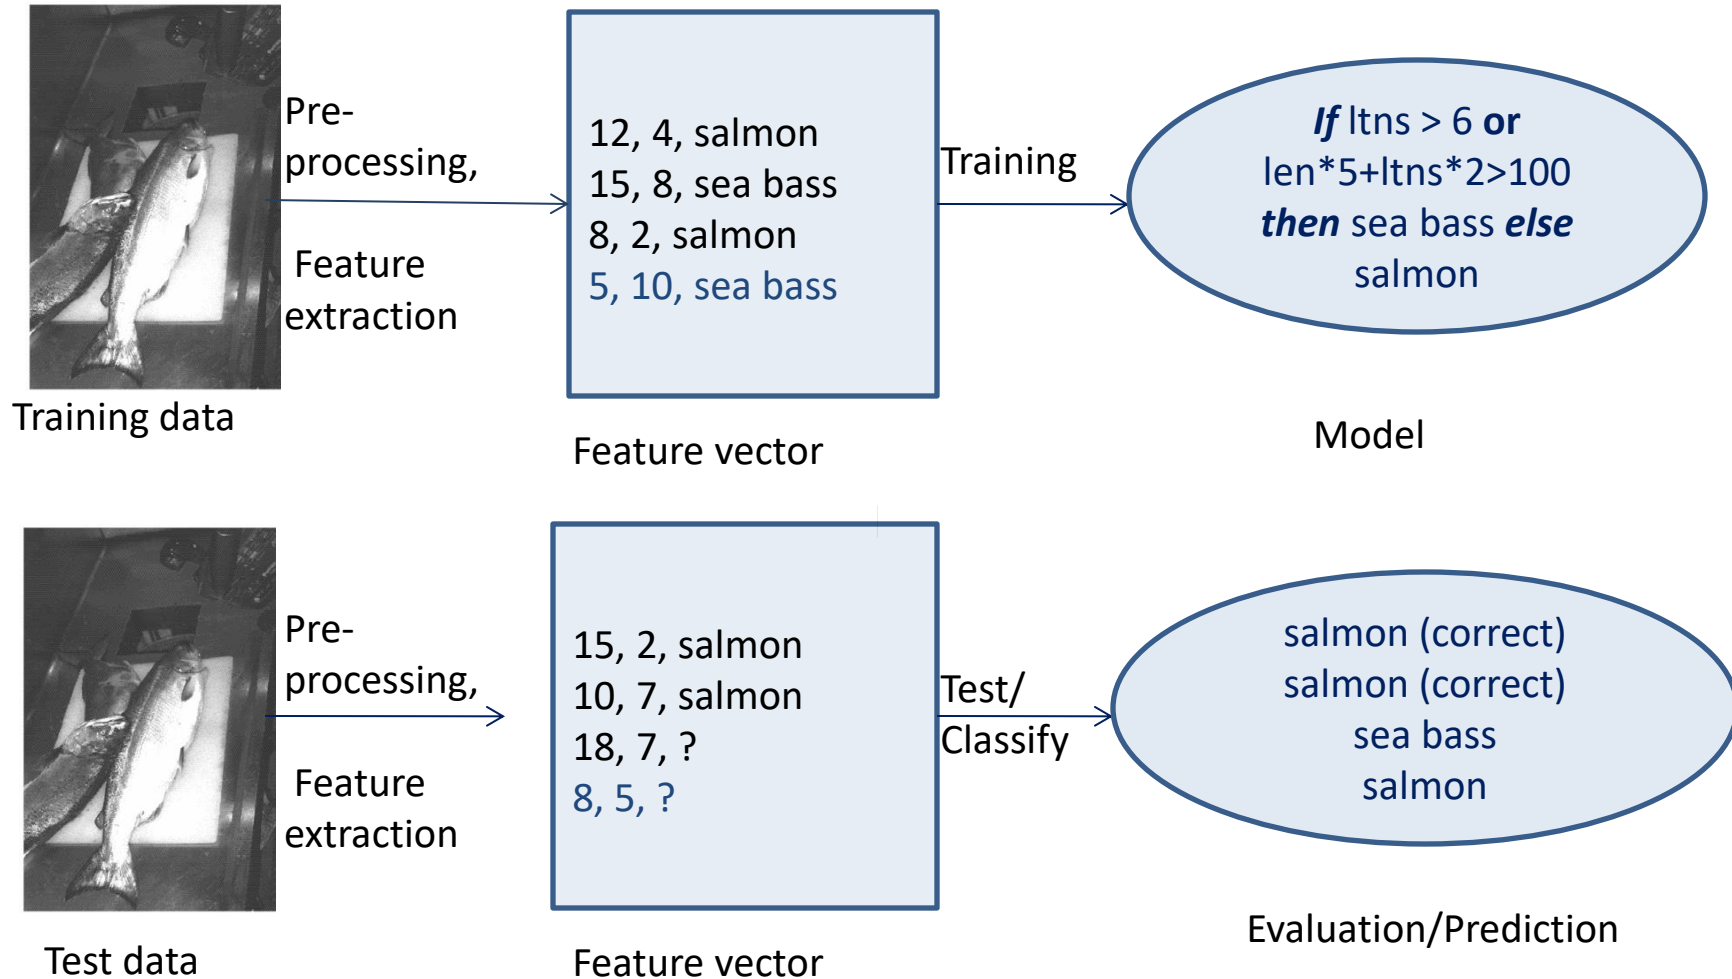 Pre-
processing,
Feature
extraction
Training data
12, 4, salmon
15, 8, sea bass
8, 2, salmon
5, 10, sea bass
Feature vector
Training
If ltns > 6 or
len*5+ltns*2>100
then sea bass else
salmon
Model
Pre-
processing,
Feature
extraction
Test data
15, 2, salmon
10, 7, salmon
18, 7, ?
8, 5, ?
Feature vector
Test/
Classify
salmon (correct)
salmon (correct)
sea bass
salmon
Evaluation/Prediction